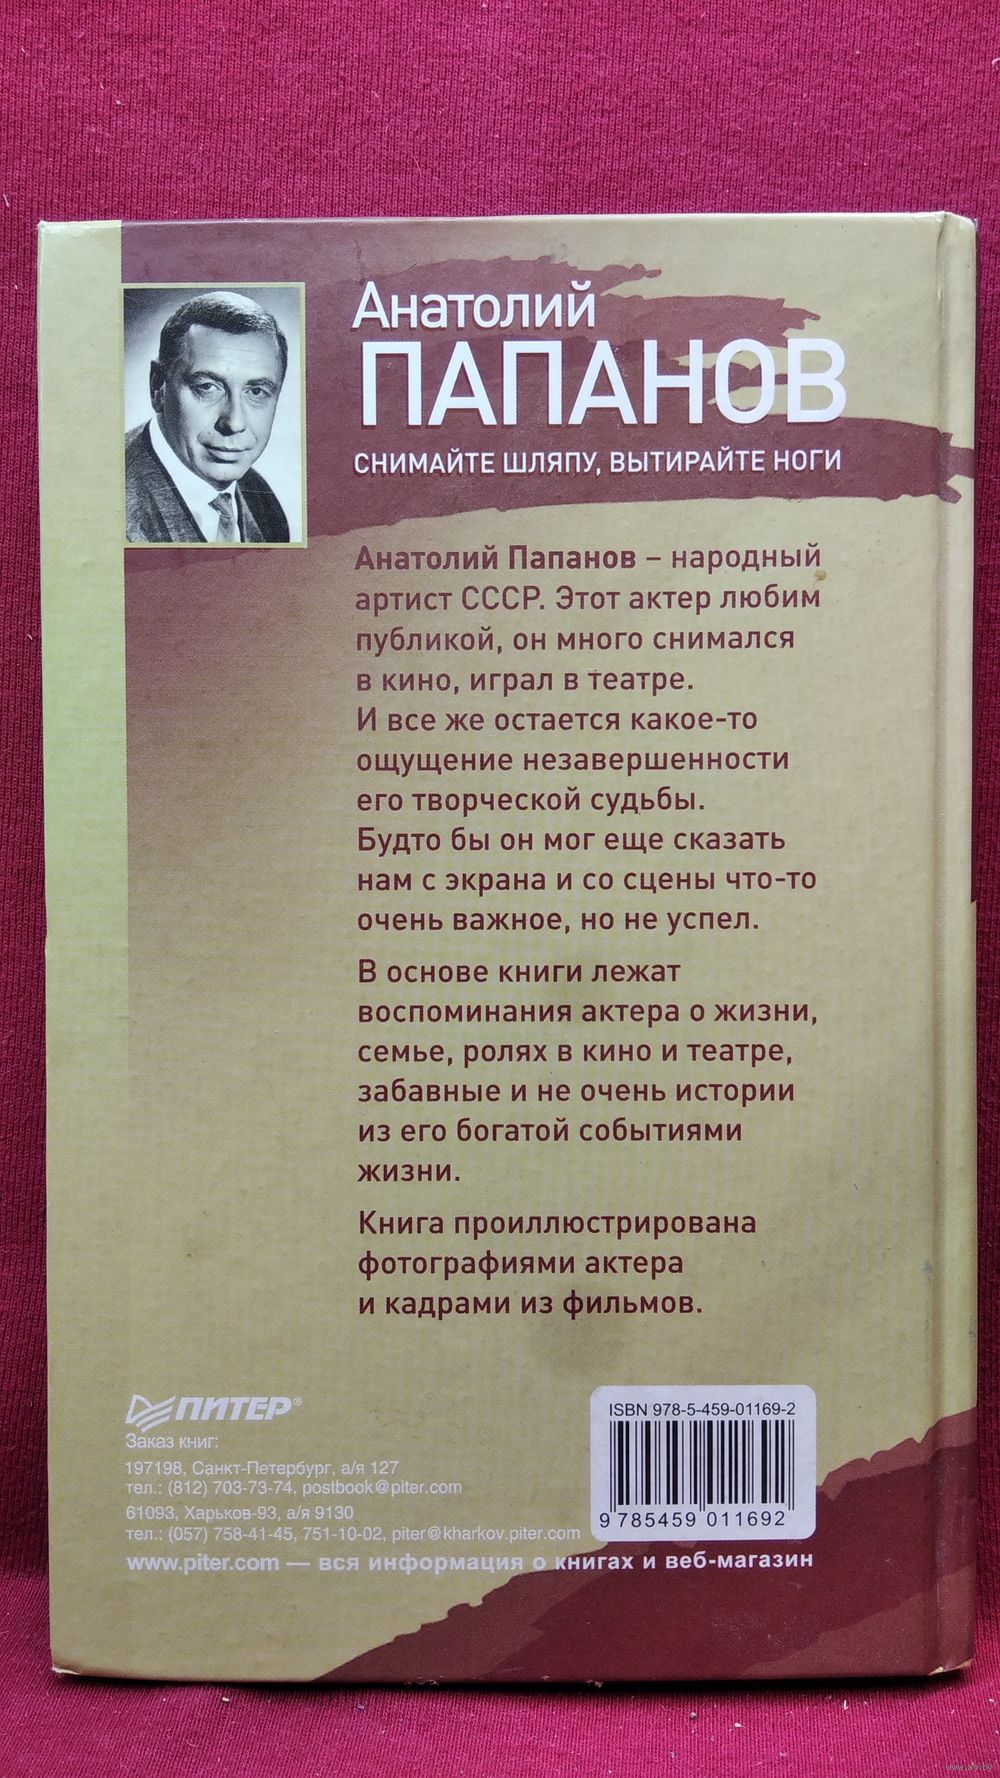 Анатолий
ПАПАНОВ
СНИМАЙТЕ ШЛЯПУ, ВЫТИРАЙТЕ НОГИ
Анатолий Папанов – народный
артист СССР. Этот актер любим
публикой, он много снимался
в кино, играл в театре.
И все же остается какое-то
ощущение незавершенности
его творческой судьбы.
Будто бы он мог еще сказать
нам с экрана и со сцены что-то
очень важное, но не успел.
В основе книги лежат
воспоминания актера о жизни,
семье, ролях в кино и театре,
забавные и не очень истории
из его богатой событиями
жизни.
Книга проиллюстрирована
фотографиями актера
и кадрами из фильмов.
ПИТЕР®
Заказ книг:
197198, Санкт-Петербург, а/я 127
тел.: (812) 703-73-74, postbook@piter.com
61093, Харьков-93, а/я 9130
тел.: (057) 758-41-45, 751-10-02, piter@kharkov.piter.com
www.piter.com — вся информация о книгах и веб-магазин
ISBN 978-5-459-01169-2
9 785459 011692
www.ay.by